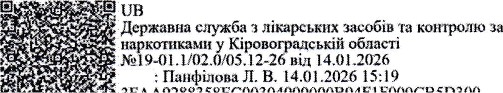 UB
Державна служба з лікарських засобів та контролю за
наркотиками у Кіровоградській області
№19-01.1/02.0/05.12-26 від 14.01.2026
: Панфілова Л. В. 14.01.2026 15:19